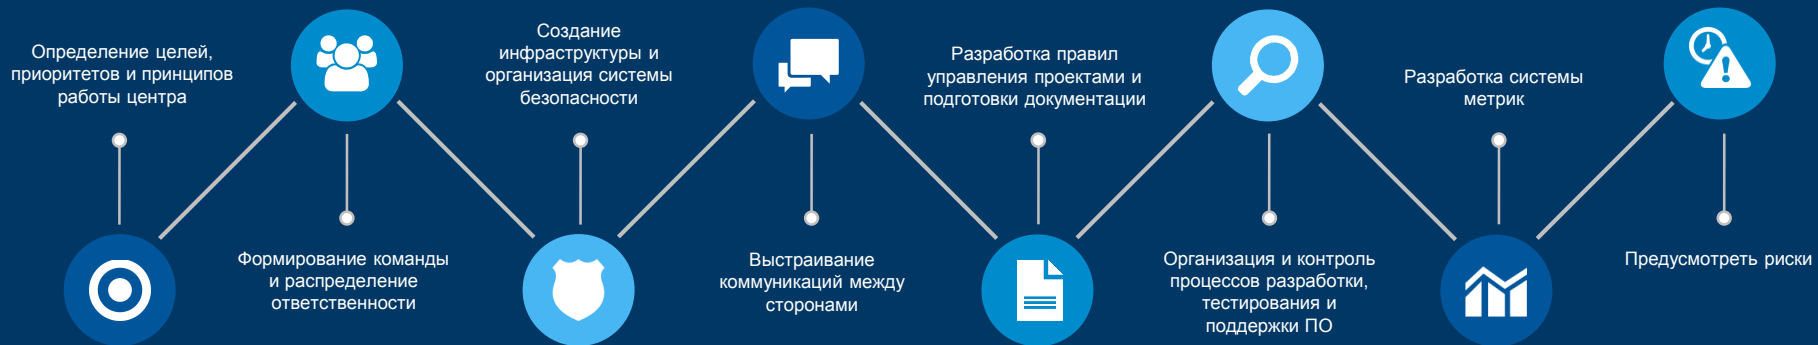 Определение целей,
приоритетов и принципов
работы центра
Формирование команды
и распределение
ответственности
Создание
инфраструктуры и
организация системы
безопасности
Выстраивание
коммуникаций между
сторонами
Разработка правил
управления проектами и
подготовки документации
Организация и контроль
процессов разработки,
тестирования и
поддержки ПО
Разработка системы
метрик
Предусмотреть риски